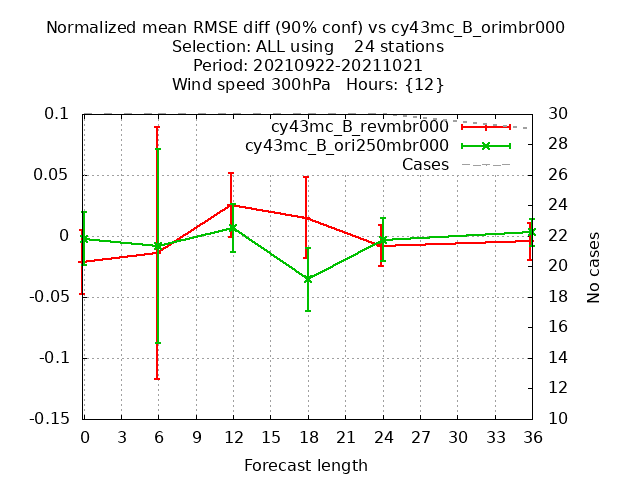 Normalized mean RMSE diff (90% conf) vs cy43mc_B_orimbr000
Selection: ALL using    24 stations
Period: 20210922-20211021
Wind speed 300hPa   Hours: {12}
cy43mc_B_revmbr000
cy43mc_B_ori250mbr000
Cases
0.1
0.05
0
-0.05
-0.1
-0.15
30
28
26
24
22
20
18
16
14
12
10
No cases
0 3 6 9 12 15 18 21 24 27 30 33 36
Forecast length